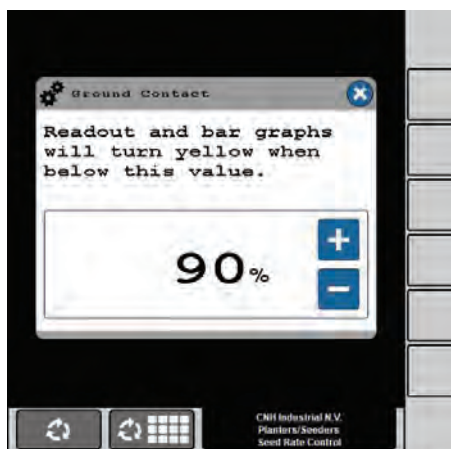 Ground Contact
Readout and bar graphs
will turn yellow when
below this value.
90%
CNH Industrial N.V.
Planters/Seeders
Seed Rate Control